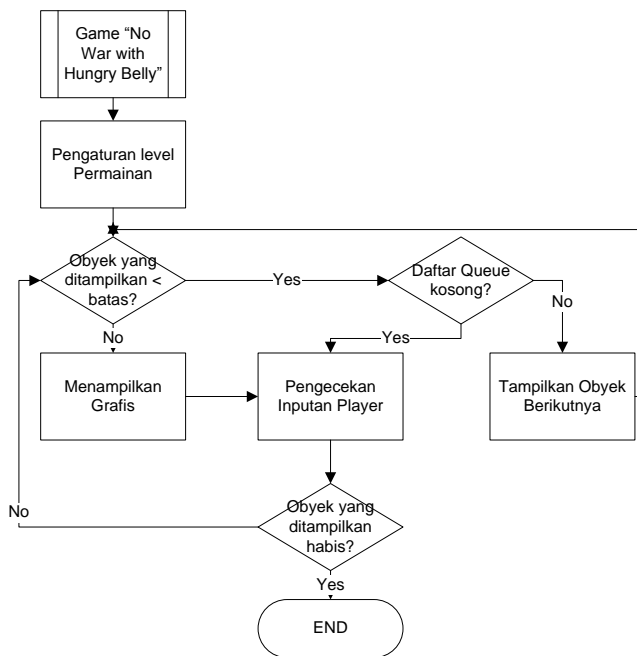 Game “No
War with
Hungry Belly”
Pengaturan level
Permainan
Obyek yang
ditampilkan <
batas?
Yes
Daftar Queue
kosong?
No
No
Yes
Menampilkan
Grafis
Pengecekan
Inputan Player
Tampilkan Obyek
Berikutnya
No
Obyek yang
ditampilkan
habis?
Yes
END